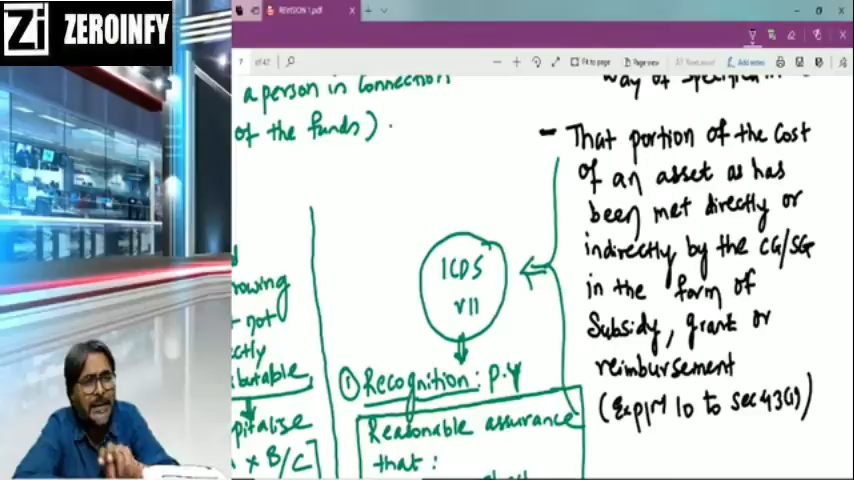 Zi ZEROINFY
REVISION 1.pdf
7 of 42
Fit to page
Page view
Add notes
a person in connection
of the funds).
way of
- That portion of the cost
of an asset as has
been met directly or
indirectly by the CG/SG
in the form of
Subsidy, grant or
reimbursement
(Expln 10 to sec 43(1))
ICDS
VII
① Recognition: P.Y
Reasonable assurance
that:
rowing
not
ctly
butable
pitalise
x B/C]